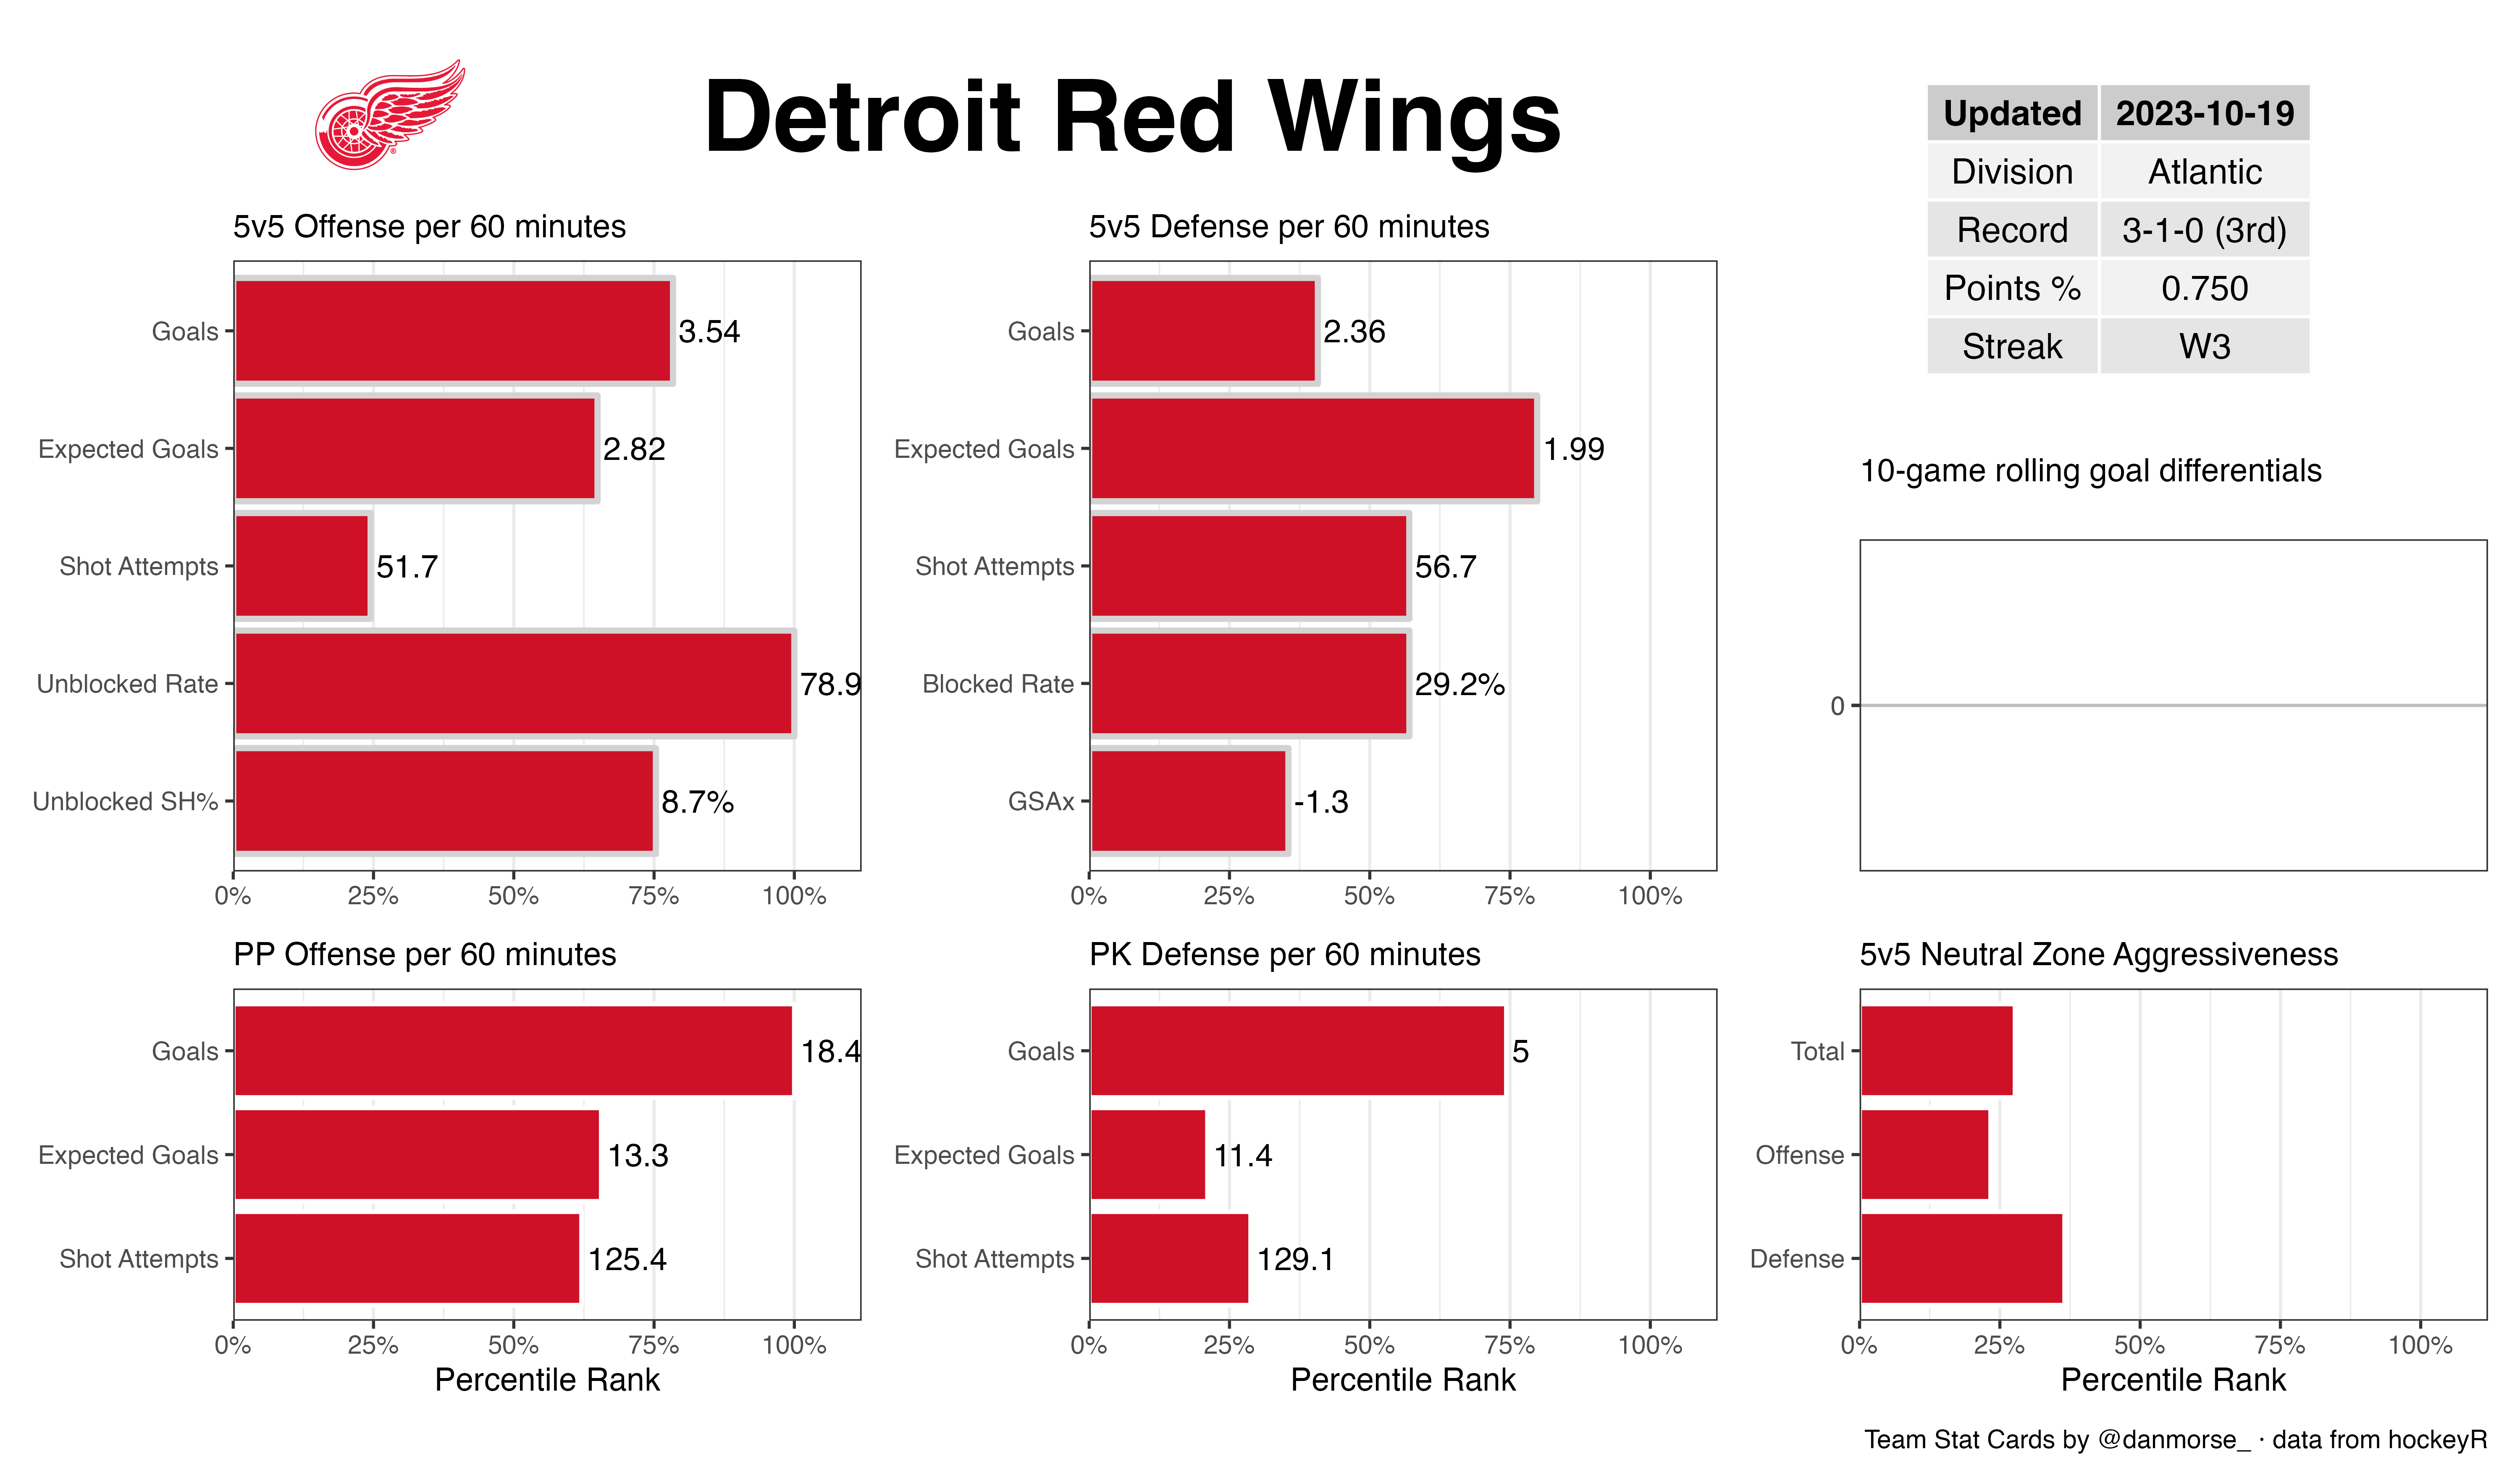 Detroit Red Wings
Updated 2023-10-19
Division Atlantic
Record 3-1-0 (3rd)
Points % 0.750
Streak W3
5v5 Offense per 60 minutes
Goals 3.54
Expected Goals 2.82
Shot Attempts 51.7
Unblocked Rate 78.9
Unblocked SH% 8.7%
0% 25% 50% 75% 100%
5v5 Defense per 60 minutes
Goals 2.36
Expected Goals 1.99
Shot Attempts 56.7
Blocked Rate 29.2%
GSAx -1.3
0% 25% 50% 75% 100%
10-game rolling goal differentials
0
PP Offense per 60 minutes
Goals 18.4
Expected Goals 13.3
Shot Attempts 125.4
0% 25% 50% 75% 100%
Percentile Rank
PK Defense per 60 minutes
Goals 5
Expected Goals 11.4
Shot Attempts 129.1
0% 25% 50% 75% 100%
Percentile Rank
5v5 Neutral Zone Aggressiveness
Total
Offense
Defense
0% 25% 50% 75% 100%
Percentile Rank
Team Stat Cards by @danmorse_ · data from hockeyR